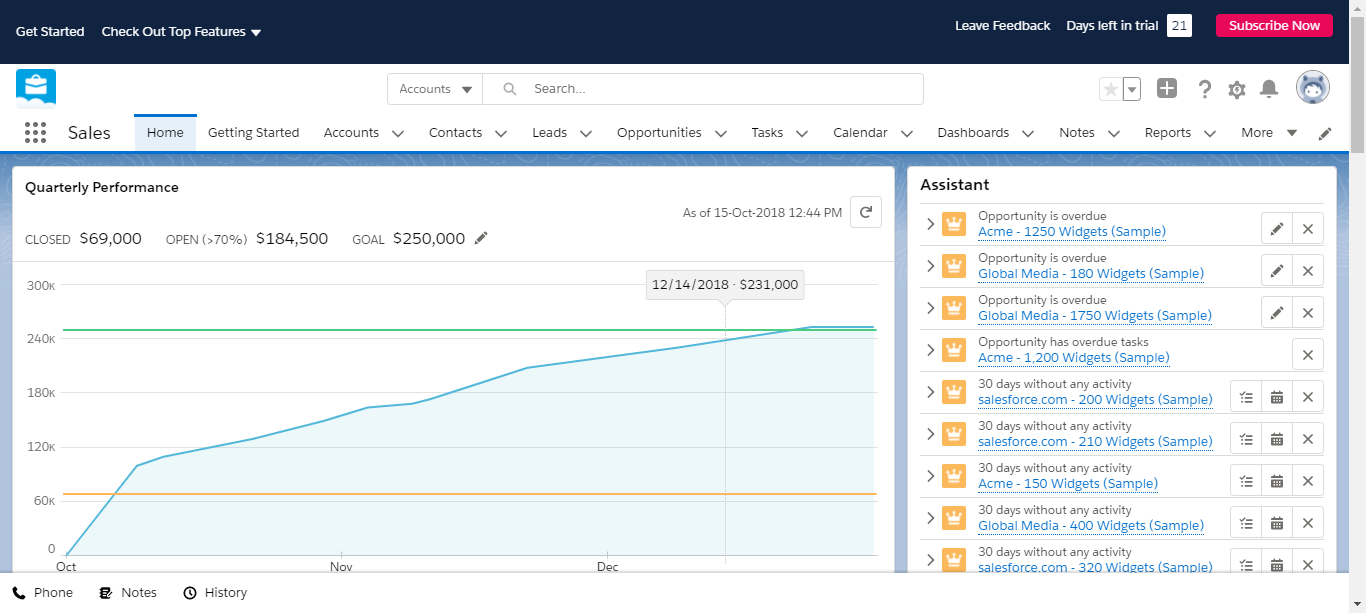 Get Started
Check Out Top Features
Leave Feedback
Days left in trial 21
Subscribe Now
Accounts
Search...
Sales
Home
Getting Started
Accounts
Contacts
Leads
Opportunities
Tasks
Calendar
Dashboards
Notes
Reports
More
Quarterly Performance
As of 15-Oct-2018 12:44 PM
CLOSED $69,000 OPEN (>70%) $184,500 GOAL $250,000
12/14/2018 · $231,000
300K
240K
180K
120K
60K
0
Oct
Nov
Dec
Assistant
Opportunity is overdue
Acme - 1250 Widgets (Sample)
Opportunity is overdue
Global Media - 180 Widgets (Sample)
Opportunity is overdue
Global Media - 1750 Widgets (Sample)
Opportunity has overdue tasks
Acme - 1,200 Widgets (Sample)
30 days without any activity
salesforce.com - 200 Widgets (Sample)
30 days without any activity
salesforce.com - 210 Widgets (Sample)
30 days without any activity
Acme - 150 Widgets (Sample)
30 days without any activity
Global Media - 400 Widgets (Sample)
30 days without any activity
salesforce.com - 320 Widgets (Sample)
Phone
Notes
History